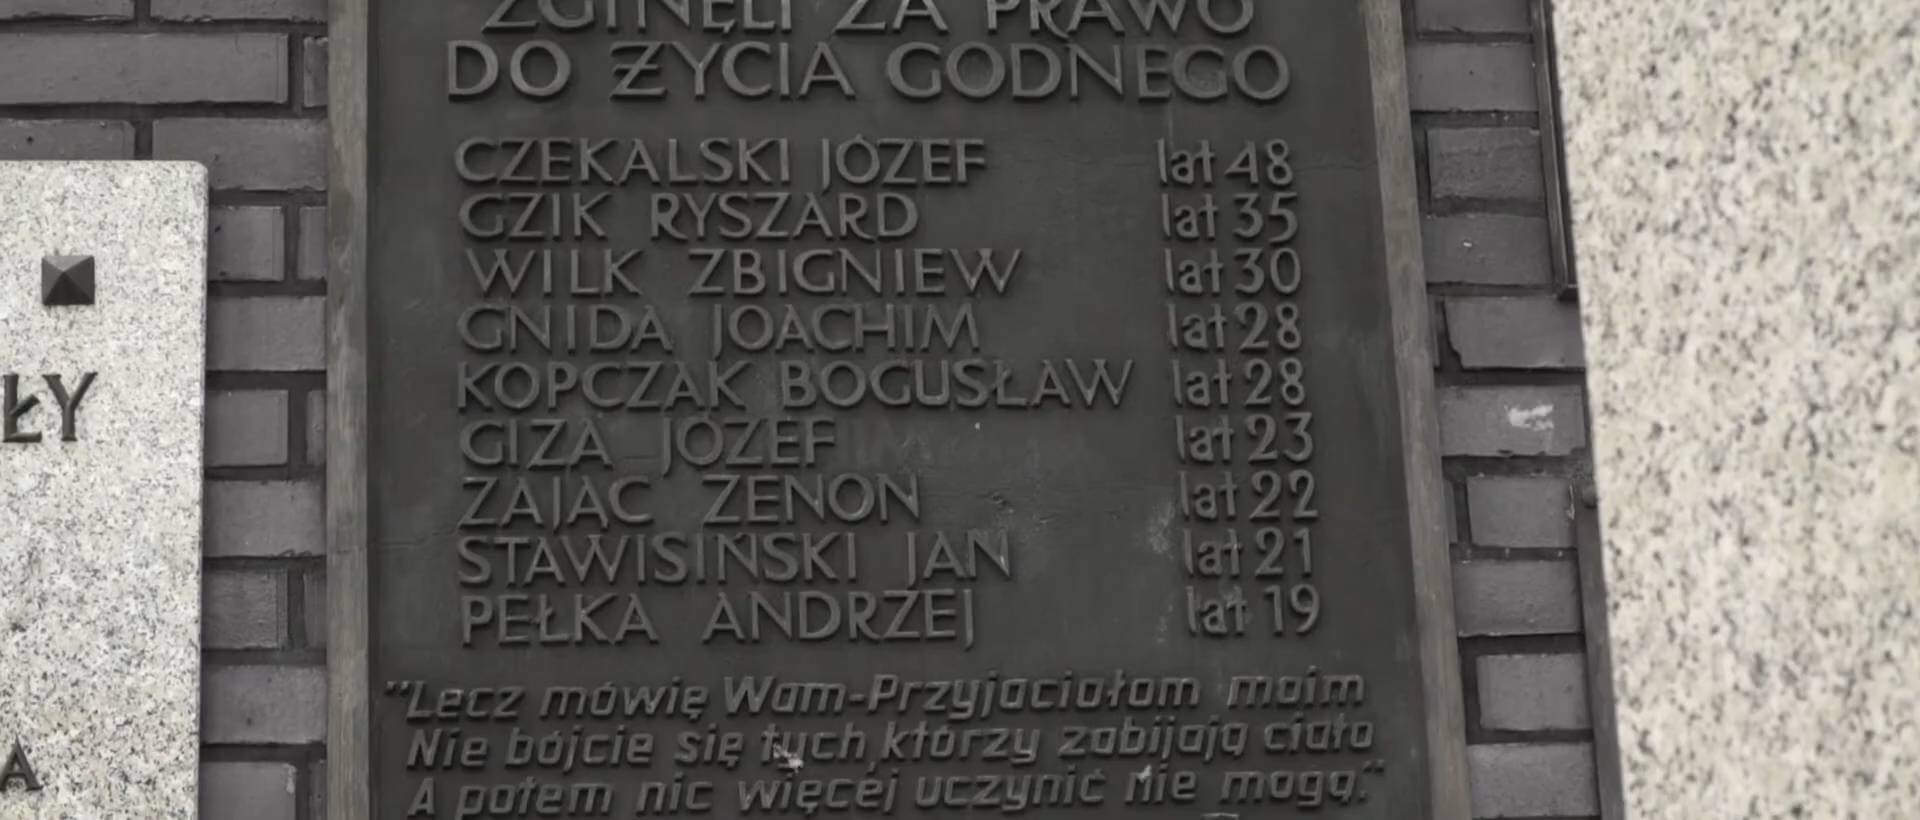 ZGINĘLI ZA PRAWO
DO ŻYCIA GODNEGO
CZEKALSKI JÓZEF lat 48
GZIK RYSZARD lat 35
WILK ZBIGNIEW lat 30
GNIDA JOACHIM lat 28
KOPCZAK BOGUSŁAW lat 28
GIZA JÓZEF lat 23
ZAJĄC ZENON lat 22
STAWISIŃSKI JAN lat 21
PEŁKA ANDRZEJ lat 19
"Lecz mówię Wam-Przyjaciołom moim
Nie bójcie się tych,którzy zabijają ciało
A potem nic więcej uczynić nie mogą."
ŁY
A